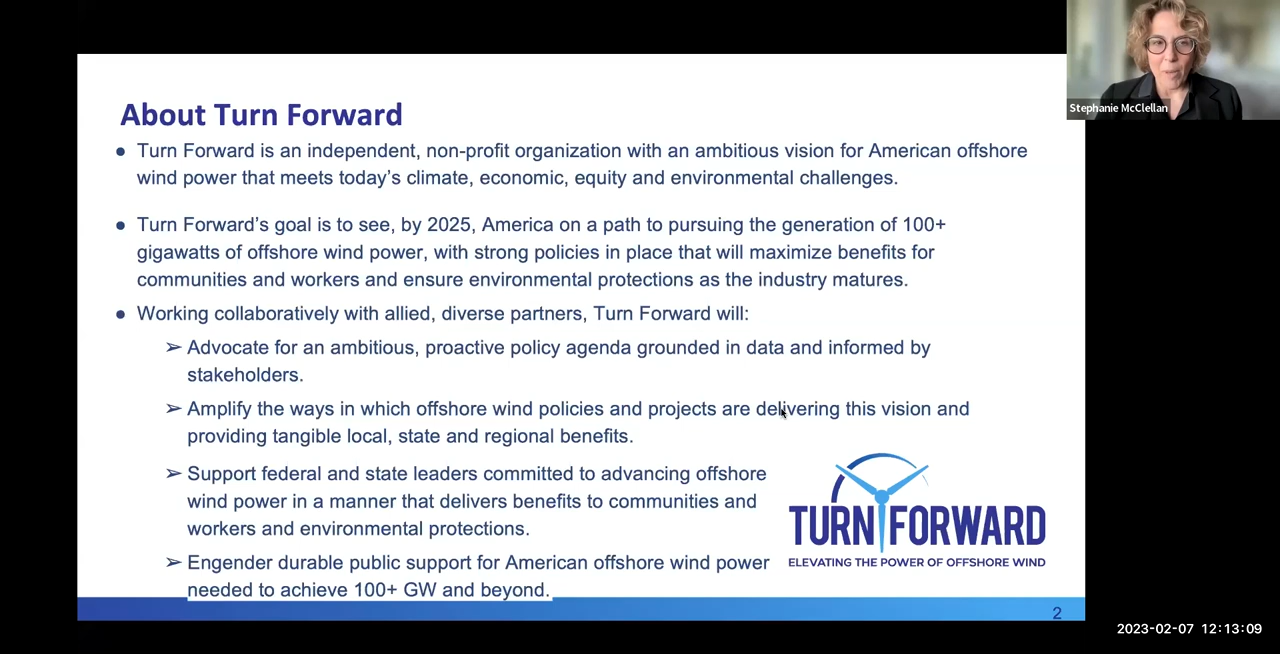 Stephanie McClellan
About Turn Forward
● Turn Forward is an independent, non-profit organization with an ambitious vision for American offshore
wind power that meets today’s climate, economic, equity and environmental challenges.
● Turn Forward’s goal is to see, by 2025, America on a path to pursuing the generation of 100+
gigawatts of offshore wind power, with strong policies in place that will maximize benefits for
communities and workers and ensure environmental protections as the industry matures.
● Working collaboratively with allied, diverse partners, Turn Forward will:
➢ Advocate for an ambitious, proactive policy agenda grounded in data and informed by
stakeholders.
➢ Amplify the ways in which offshore wind policies and projects are delivering this vision and
providing tangible local, state and regional benefits.
➢ Support federal and state leaders committed to advancing offshore
wind power in a manner that delivers benefits to communities and
workers and environmental protections.
➢ Engender durable public support for American offshore wind power
needed to achieve 100+ GW and beyond.
TURN FORWARD
ELEVATING THE POWER OF OFFSHORE WIND
2
2023-02-07 12:13:09